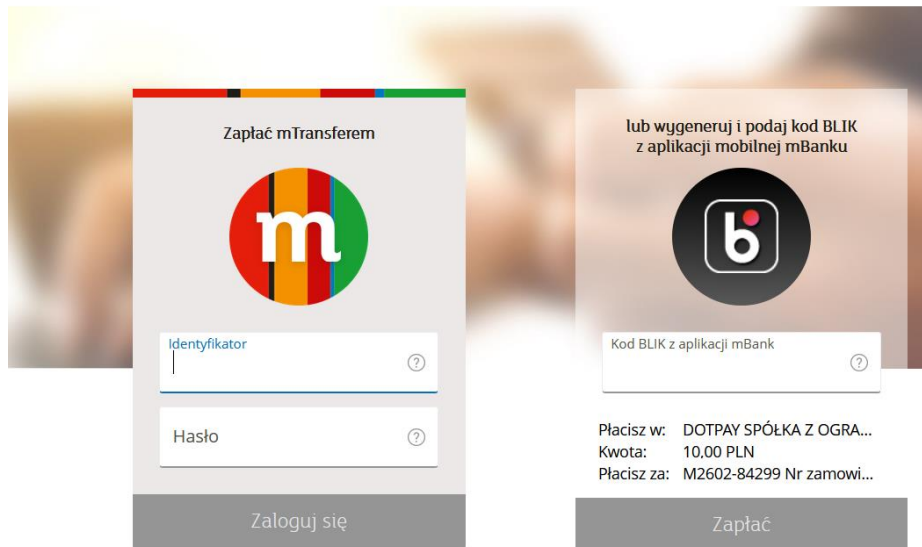 Zapłać mTransferem
m
Identyfikator
Hasło
Zaloguj się
lub wygeneruj i podaj kod BLIK
z aplikacji mobilnej mBanku
b
Kod BLIK z aplikacji mBank
Płacisz w: DOTPAY SPÓŁKA Z OGRA...
Kwota: 10,00 PLN
Płacisz za: M2602-84299 Nr zamowi...
Zapłać